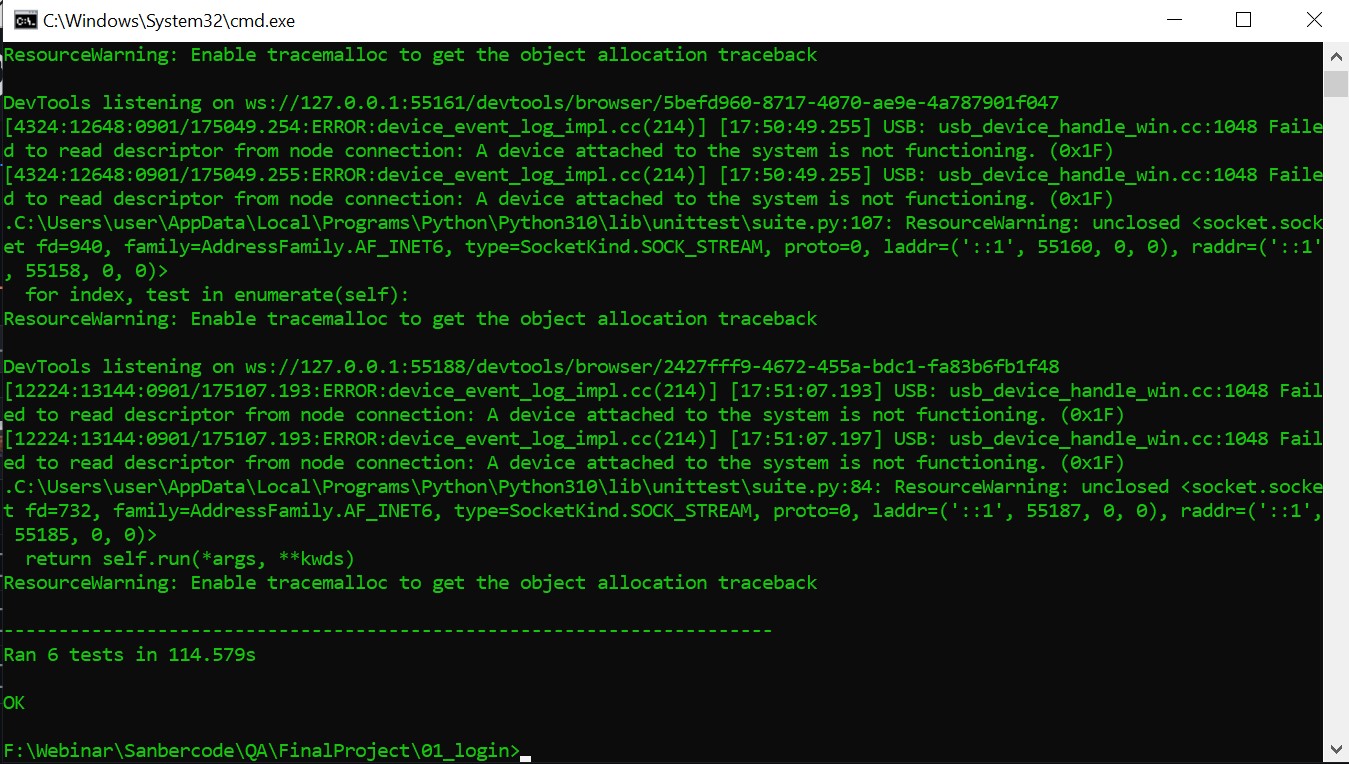 C:\Windows\System32\cmd.exe
ResourceWarning: Enable tracemalloc to get the object allocation traceback
DevTools listening on ws://127.0.0.1:55161/devtools/browser/5befd960-8717-4070-ae9e-4a787901f047
[4324:12648:0901/175049.254:ERROR:device_event_log_impl.cc(214)] [17:50:49.255] USB: usb_device_handle_win.cc:1048 Faile
d to read descriptor from node connection: A device attached to the system is not functioning. (0x1F)
[4324:12648:0901/175049.255:ERROR:device_event_log_impl.cc(214)] [17:50:49.255] USB: usb_device_handle_win.cc:1048 Faile
d to read descriptor from node connection: A device attached to the system is not functioning. (0x1F)
.C:\Users\user\AppData\Local\Programs\Python\Python310\lib\unittest\suite.py:107: ResourceWarning: unclosed <socket.sock
et fd=940, family=AddressFamily.AF_INET6, type=SocketKind.SOCK_STREAM, proto=0, laddr=('::1', 55160, 0, 0), raddr=('::1'
, 55158, 0, 0)>
  for index, test in enumerate(self):
ResourceWarning: Enable tracemalloc to get the object allocation traceback
DevTools listening on ws://127.0.0.1:55188/devtools/browser/2427fff9-4672-455a-bdc1-fa83b6fb1f48
[12224:13144:0901/175107.193:ERROR:device_event_log_impl.cc(214)] [17:51:07.193] USB: usb_device_handle_win.cc:1048 Fail
ed to read descriptor from node connection: A device attached to the system is not functioning. (0x1F)
[12224:13144:0901/175107.193:ERROR:device_event_log_impl.cc(214)] [17:51:07.197] USB: usb_device_handle_win.cc:1048 Fail
ed to read descriptor from node connection: A device attached to the system is not functioning. (0x1F)
.C:\Users\user\AppData\Local\Programs\Python\Python310\lib\unittest\suite.py:84: ResourceWarning: unclosed <socket.socke
t fd=732, family=AddressFamily.AF_INET6, type=SocketKind.SOCK_STREAM, proto=0, laddr=('::1', 55187, 0, 0), raddr=('::1',
 55185, 0, 0)>
  return self.run(*args, **kwds)
ResourceWarning: Enable tracemalloc to get the object allocation traceback
----------------------------------------------------------------------
Ran 6 tests in 114.579s
OK
F:\Webinar\Sanbercode\QA\FinalProject\01_login>